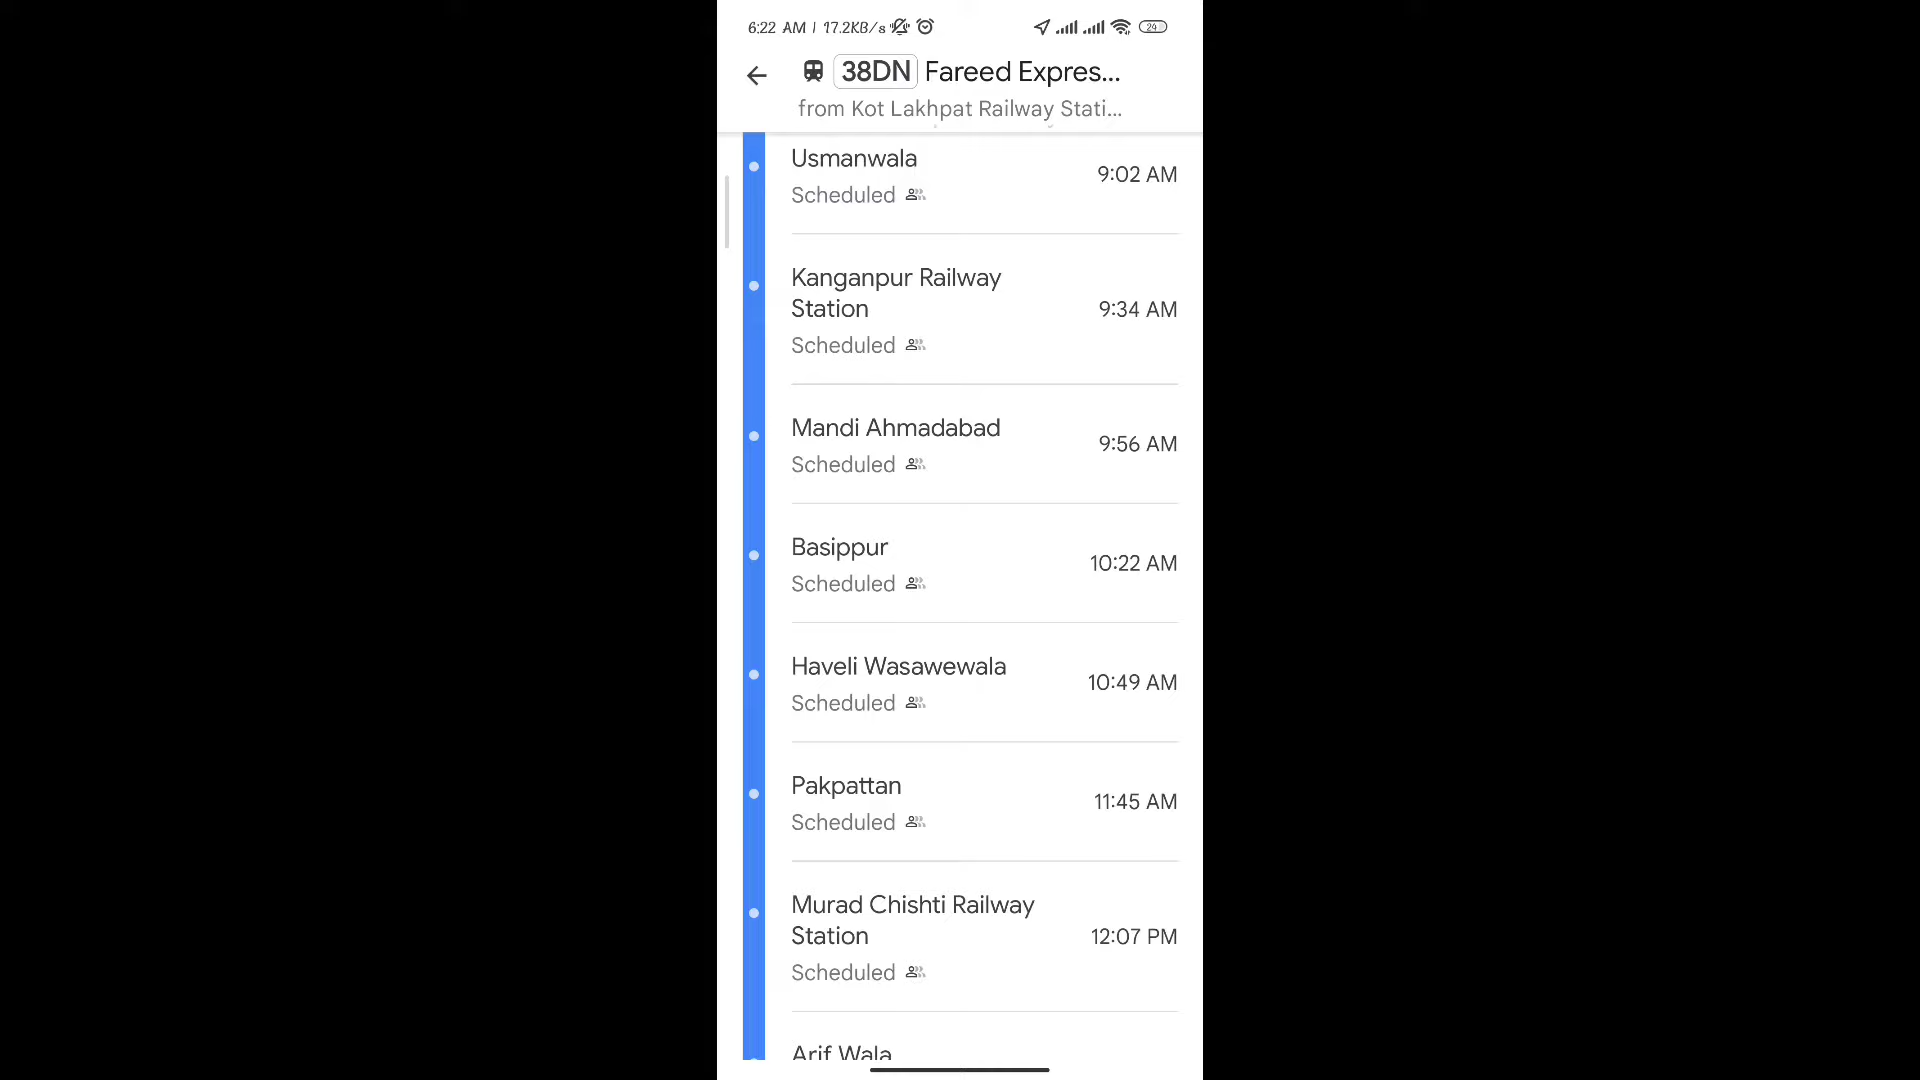 6:22 AM | 17.2KB/s 24
38DN Fareed Expres...
from Kot Lakhpat Railway Stati...
Usmanwala
9:02 AM
Scheduled
Kanganpur Railway
Station
9:34 AM
Scheduled
Mandi Ahmadabad
9:56 AM
Scheduled
Basippur
10:22 AM
Scheduled
Haveli Wasawewala
10:49 AM
Scheduled
Pakpattan
11:45 AM
Scheduled
Murad Chishti Railway
Station
12:07 PM
Scheduled
Arif Wala